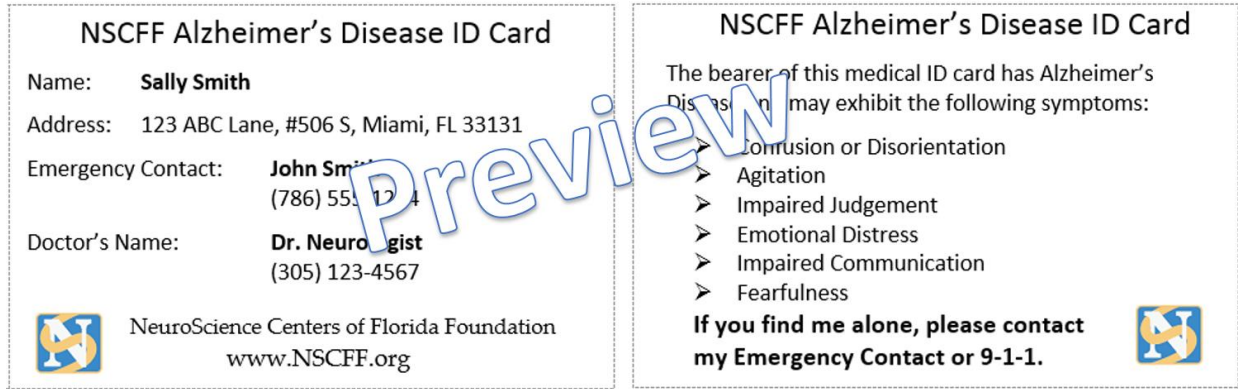 NSCFF Alzheimer’s Disease ID Card
Name: Sally Smith
Address: 123 ABC Lane, #506 S, Miami, FL 33131
Emergency Contact: John Smith
(786)
Doctor’s Name: Dr. Neurologist
(305) 123-4567
NeuroScience Centers of Florida Foundation
www.NSCFF.org
Preview
NSCFF Alzheimer’s Disease ID Card
The bearer of this medical ID card has Alzheimer’s
Disease and may exhibit the following symptoms:
➢ Confusion or Disorientation
➢ Agitation
➢ Impaired Judgement
➢ Emotional Distress
➢ Impaired Communication
➢ Fearfulness
If you find me alone, please contact
my Emergency Contact or 9-1-1.